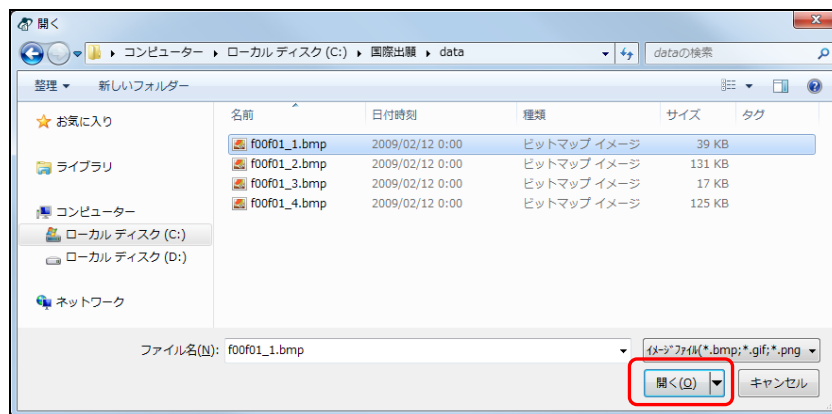 開く
コンピューター ローカル ディスク (C:) 国際出願 data dataの検索
整理 新しいフォルダー
名前 日付時刻 種類 サイズ タグ
お気に入り
ライブラリ
コンピューター
ローカル ディスク (C:)
ローカル ディスク (D:)
ネットワーク
f00f01_1.bmp 2009/02/12 0:00 ビットマップ イメージ 39 KB
f00f01_2.bmp 2009/02/12 0:00 ビットマップ イメージ 131 KB
f00f01_3.bmp 2009/02/12 0:00 ビットマップ イメージ 17 KB
f00f01_4.bmp 2009/02/12 0:00 ビットマップ イメージ 125 KB
ファイル名(N): f00f01_1.bmp ｲﾒｰｼﾞﾌｧｲﾙ(*.bmp;*.gif;*.png
開く(O) キャンセル